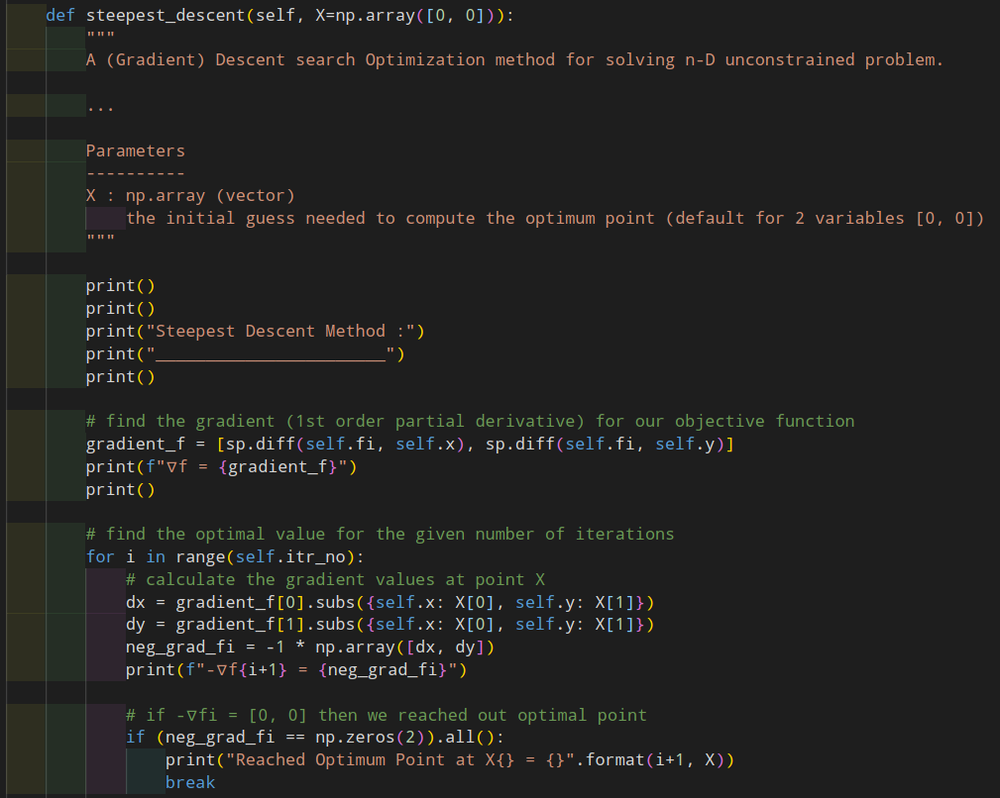 def steepest_descent(self, X=np.array([0, 0])):
"""
A (Gradient) Descent search Optimization method for solving n-D unconstrained problem.
...
Parameters
----------
X : np.array (vector)
the initial guess needed to compute the optimum point (default for 2 variables [0, 0])
"""
print()
print()
print("Steepest Descent Method :")
print("_______________________")
print()
# find the gradient (1st order partial derivative) for our objective function
gradient_f = [sp.diff(self.fi, self.x), sp.diff(self.fi, self.y)]
print(f"∇f = {gradient_f}")
print()
# find the optimal value for the given number of iterations
for i in range(self.itr_no):
# calculate the gradient values at point X
dx = gradient_f[0].subs({self.x: X[0], self.y: X[1]})
dy = gradient_f[1].subs({self.x: X[0], self.y: X[1]})
neg_grad_fi = -1 * np.array([dx, dy])
print(f"-∇f{i+1} = {neg_grad_fi}")
# if -∇fi = [0, 0] then we reached out optimal point
if (neg_grad_fi == np.zeros(2)).all():
print("Reached Optimum Point at X{} = {}".format(i+1, X))
break